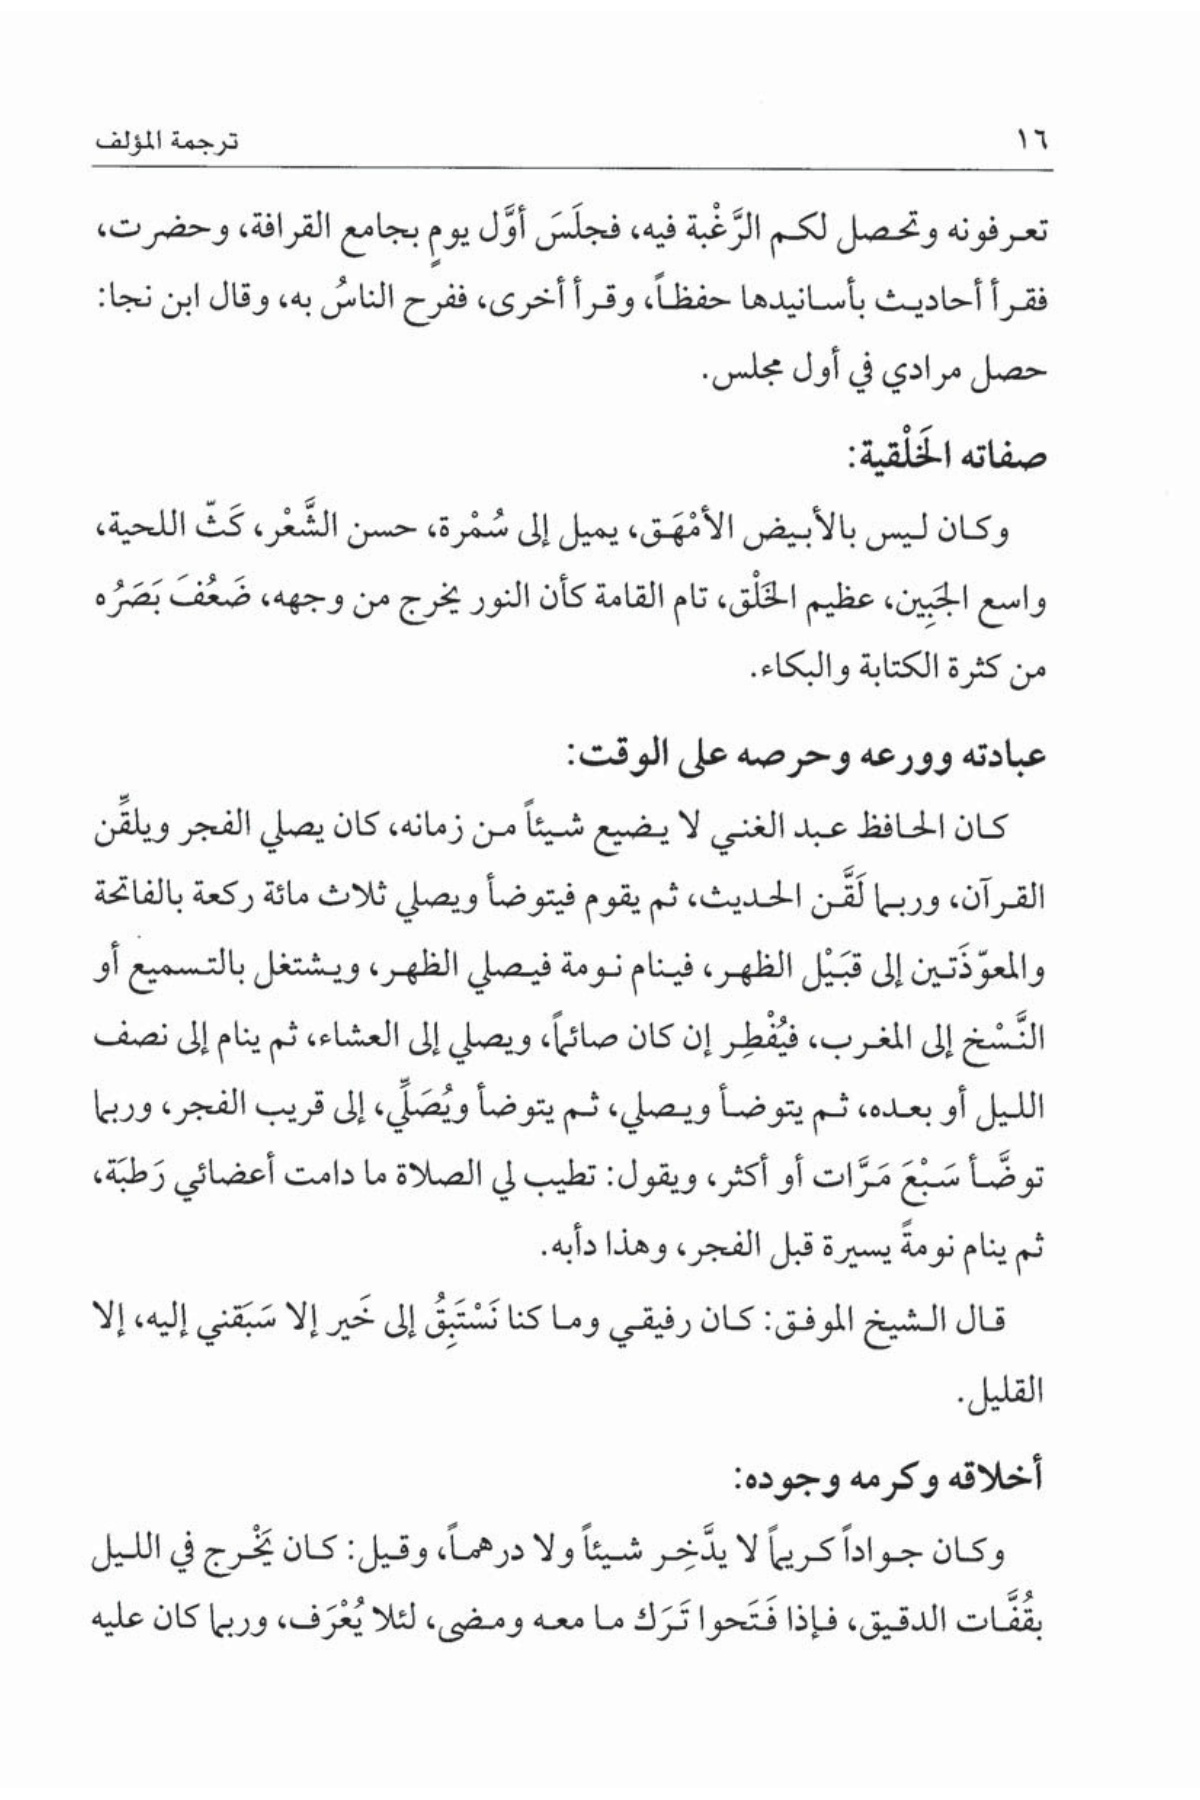 ١٦
ترجمة المؤلف
تعرفونه وتحصل لكم الرَّغْبة فيه، فجلَسَ أوَّل يومٍ بجامع القرافة، وحضرت،
فقرأ أحاديث بأسانيدها حفظاً، وقرأ أخرى، ففرح الناسُ به، وقال ابن نجا:
حصل مرادي في أول مجلس.
صفاته الخَلْقية:
وكان ليس بالأبيض الأمْهَق، يميل إلى سُمْرة، حسن الشَّعْر، كَثّ اللحية،
واسع الجَبِين، عظيم الخَلْق، تام القامة كأن النور يخرج من وجهه، ضَعُفَ بَصَرُه
من كثرة الكتابة والبكاء.
عبادته وورعه وحرصه على الوقت:
كان الحافظ عبد الغني لا يضيع شيئاً من زمانه، كان يصلي الفجر ويلقِّن
القرآن، وربما لَقَّن الحديث، ثم يقوم فيتوضأ ويصلي ثلاث مائة ركعة بالفاتحة
والمعوّذَتين إلى قبَيْل الظهر، فينام نومة فيصلي الظهر، ويشتغل بالتسميع أو
النَّسْخ إلى المغرب، فيُفْطِر إن كان صائماً، ويصلي إلى العشاء، ثم ينام إلى نصف
الليل أو بعده، ثم يتوضأ ويصلي، ثم يتوضأ ويُصَلِّي، إلى قريب الفجر، وربما
توضَّأ سَبْعَ مَرَّات أو أكثر، ويقول: تطيب لي الصلاة ما دامت أعضائي رَطبَة،
ثم ينام نومةً يسيرة قبل الفجر، وهذا دأبه.
قال الشيخ الموفق: كان رفيقي وما كنا نَسْتَبِقُ إلى خَير إلا سَبَقني إليه، إلا
القليل.
أخلاقه وكرمه وجوده:
وكان جواداً كريماً لا يدَّخِر شيئاً ولا درهماً، وقيل: كان يَخْرج في الليل
بقُفَّات الدقيق، فإذا فَتَحوا تَرَك ما معه ومضى، لئلا يُعْرَف، وربما كان عليه